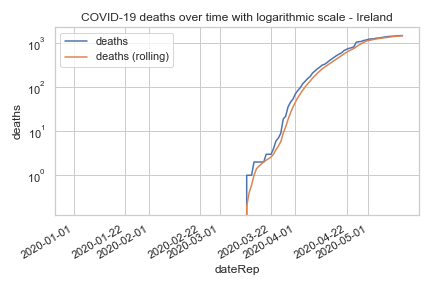 COVID-19 deaths over time with logarithmic scale - Ireland
deaths
deaths (rolling)
deaths
10³
10²
10¹
10⁰
2020-01-01
2020-01-22
2020-02-01
2020-02-22
2020-03-01
2020-03-22
2020-04-01
2020-04-22
2020-05-01
dateRep